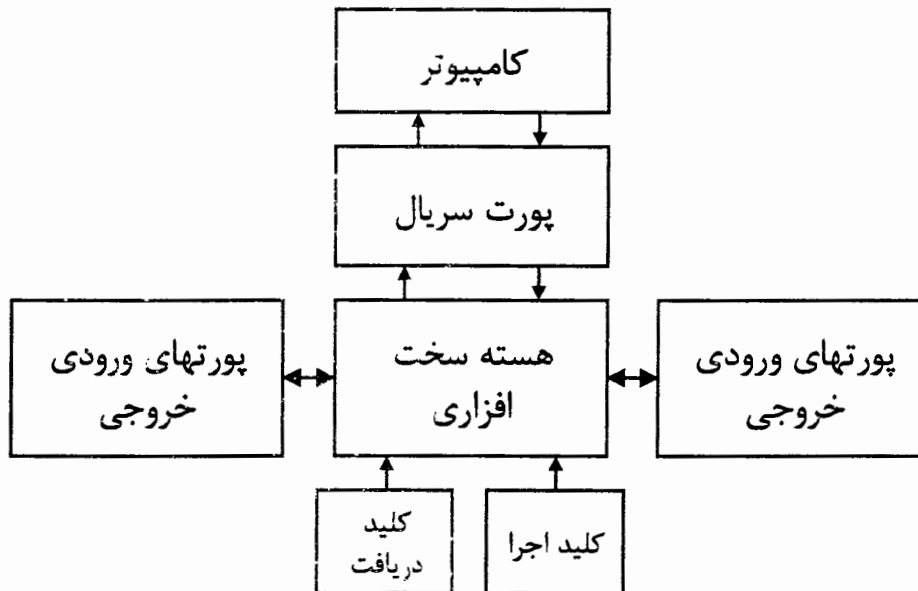 کامپیوتر
پورت سریال
پورتهای ورودی
خروجی
هسته سخت
افزاری
پورتهای ورودی
خروجی
کلید اجرا
کلید
دریافت